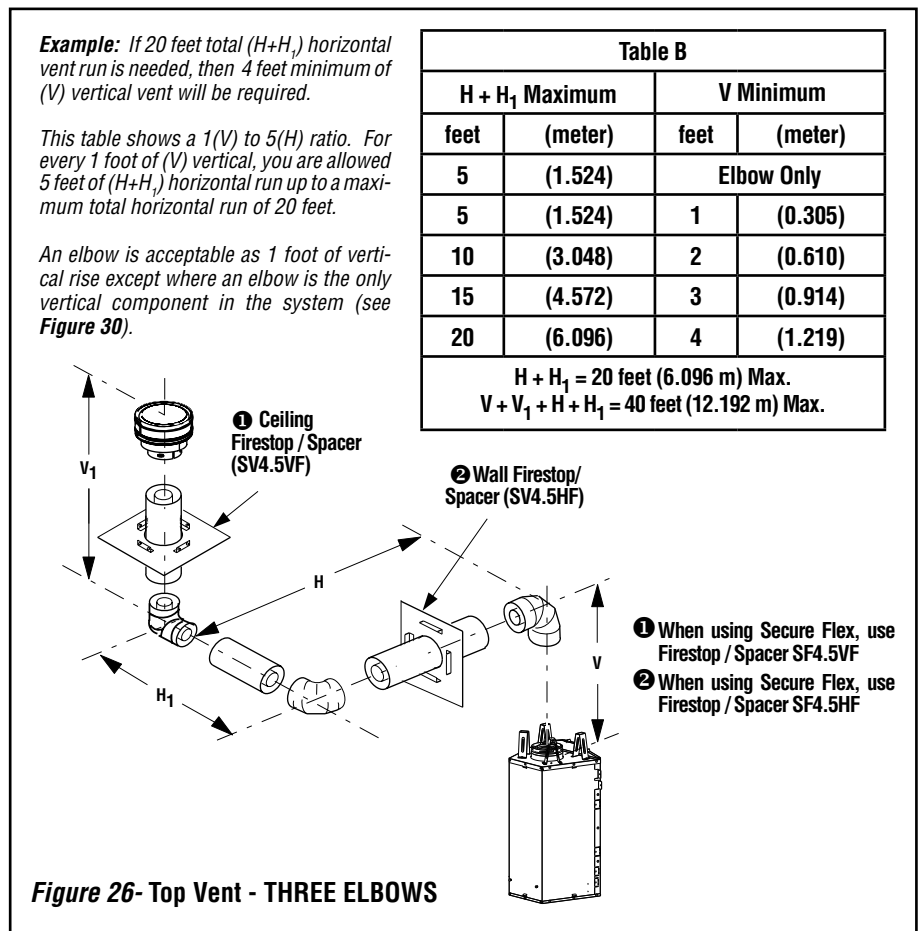 Example: If 20 feet total (H+H₁) horizontal
vent run is needed, then 4 feet minimum of
(V) vertical vent will be required.
This table shows a 1(V) to 5(H) ratio. For
every 1 foot of (V) vertical, you are allowed
5 feet of (H+H₁) horizontal run up to a maxi-
mum total horizontal run of 20 feet.
An elbow is acceptable as 1 foot of verti-
cal rise except where an elbow is the only
vertical component in the system (see
Figure 30).
Table B
H + H₁ Maximum V Minimum
feet (meter) feet (meter)
5 (1.524) Elbow Only
5 (1.524) 1 (0.305)
10 (3.048) 2 (0.610)
15 (4.572) 3 (0.914)
20 (6.096) 4 (1.219)
H + H₁ = 20 feet (6.096 m) Max.
V + V₁ + H + H₁ = 40 feet (12.192 m) Max.
❶ Ceiling
Firestop / Spacer
(SV4.5VF)
V₁
❷ Wall Firestop/
Spacer (SV4.5HF)
H
H₁
V
❶ When using Secure Flex, use
Firestop / Spacer SF4.5VF
❷ When using Secure Flex, use
Firestop / Spacer SF4.5HF
Figure 26- Top Vent - THREE ELBOWS